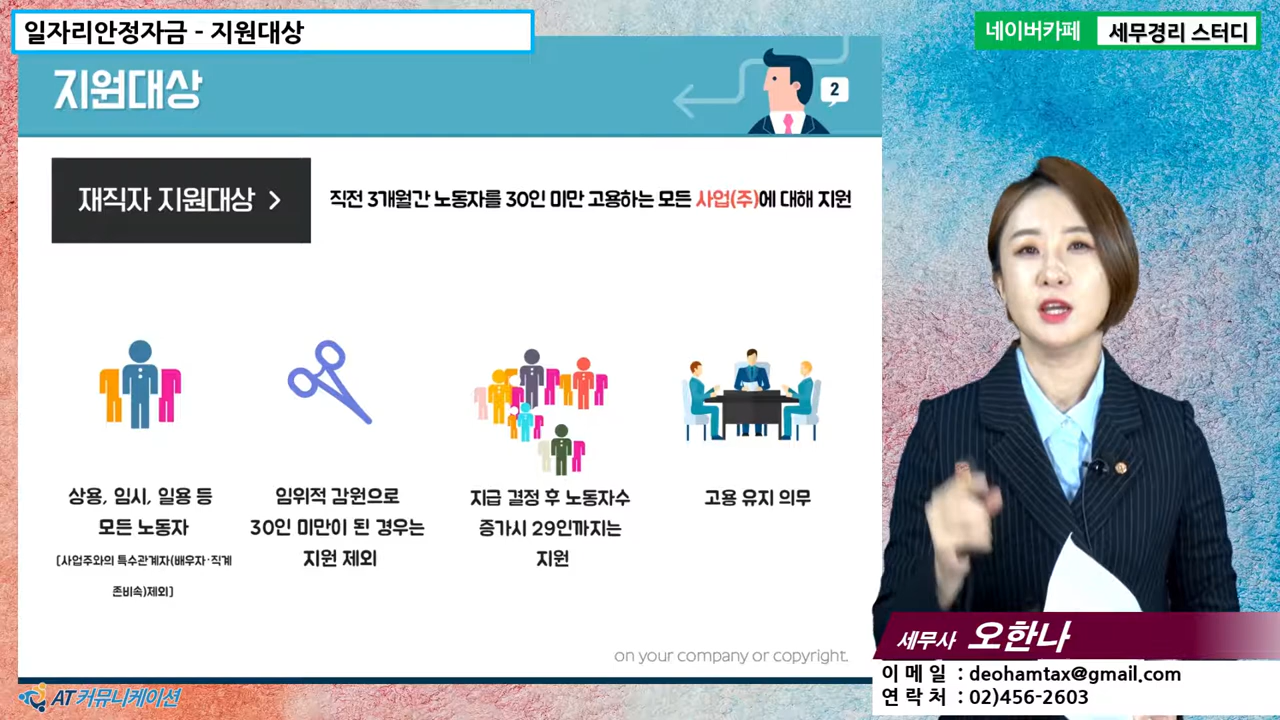 일자리안정자금 - 지원대상
네이버카페 세무경리 스터디
지원대상
2
재직자 지원대상 >
직전 3개월간 노동자를 30인 미만 고용하는 모든 사업(주)에 대해 지원
상용, 임시, 일용 등
모든 노동자
[사업주와의 특수관계자(배우자·직계
존비속)제외]
임위적 감원으로
30인 미만이 된 경우는
지원 제외
지급 결정 후 노동자수
증가시 29인까지는
지원
고용 유지 의무
on your company or copyright.
세무사 오한나
이 메 일 : deohamtax@gmail.com
연 락 처 : 02)456-2603
AT커뮤니케이션